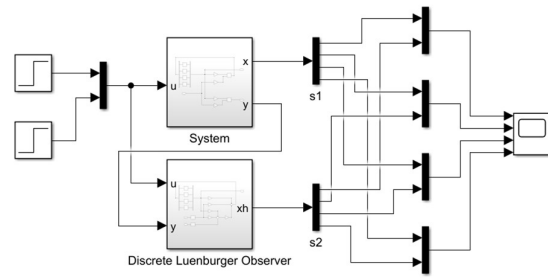 x
u
y
s1
System
u
y
xh
s2
Discrete Luenburger Observer